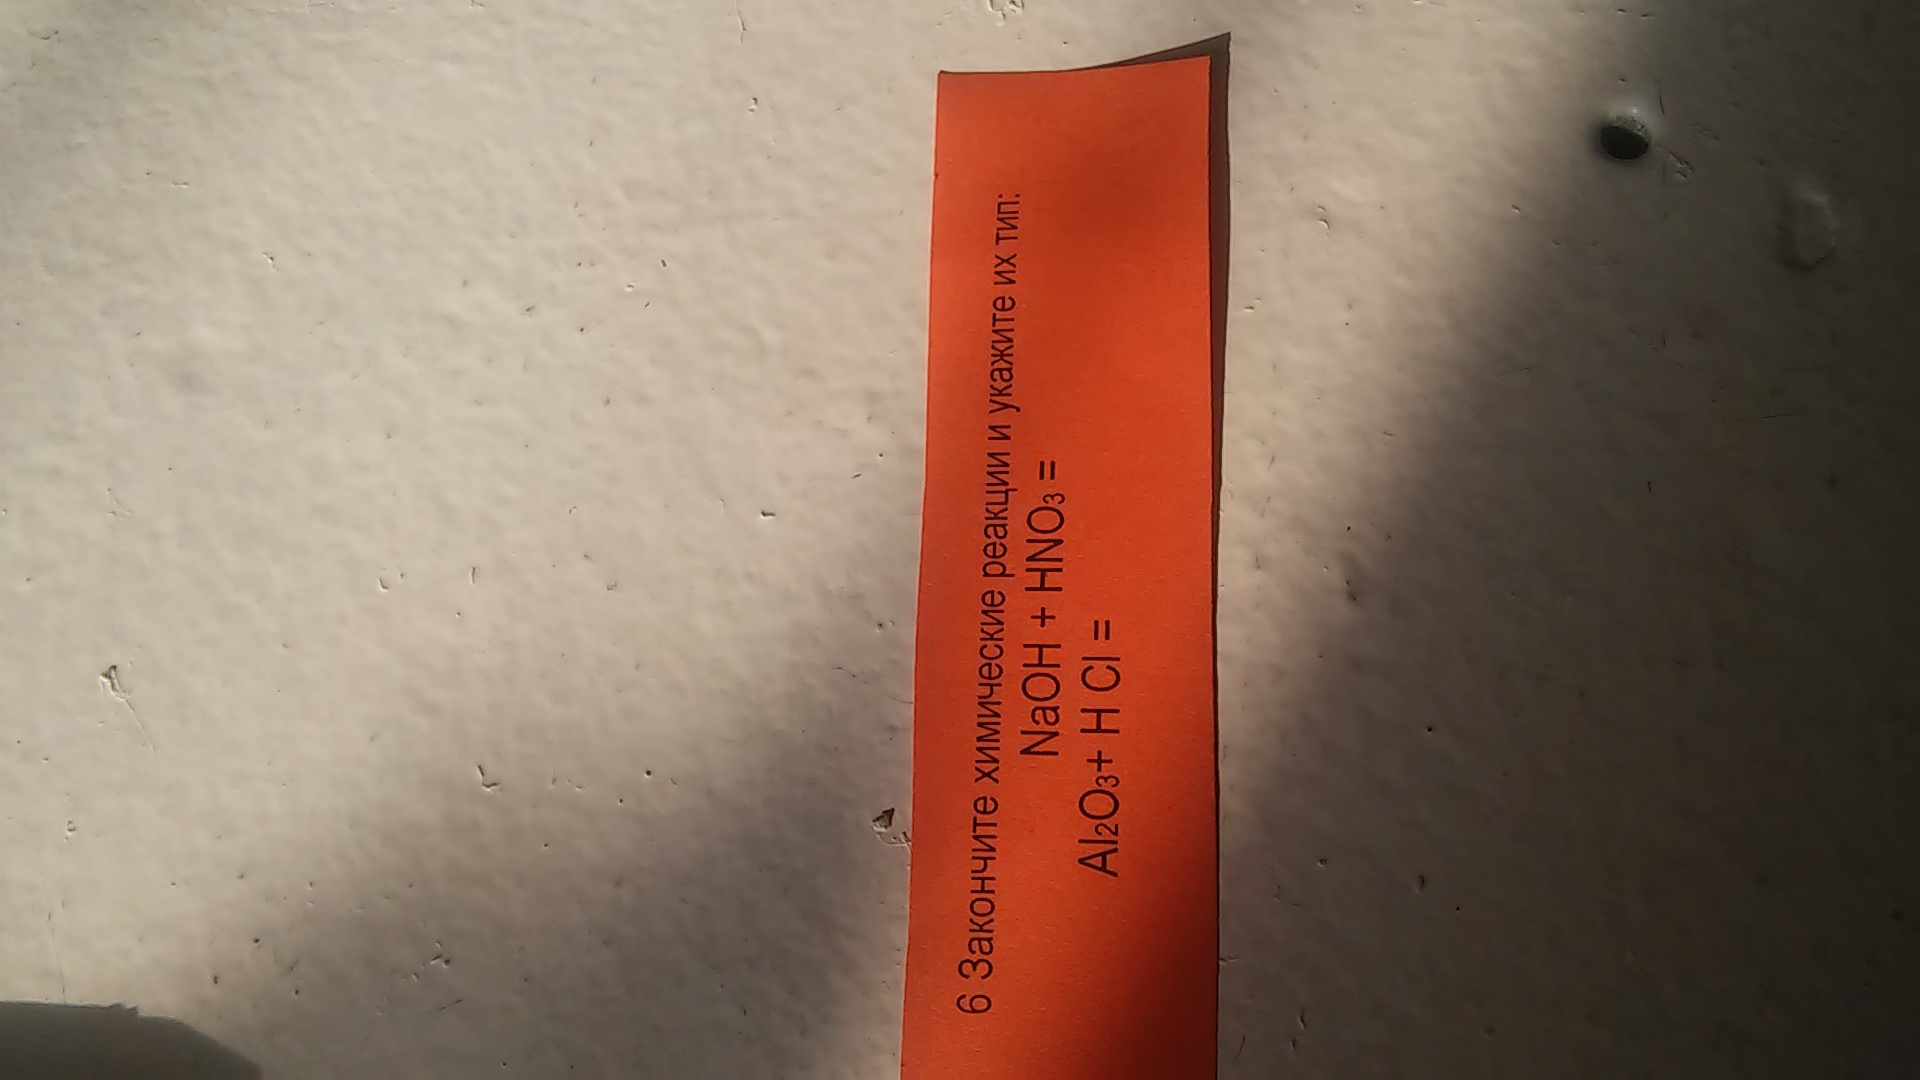 6 Закончите химические реакции и укажите их тип:
NaOH + HNO₃ =
Al₂O₃+ H Cl =